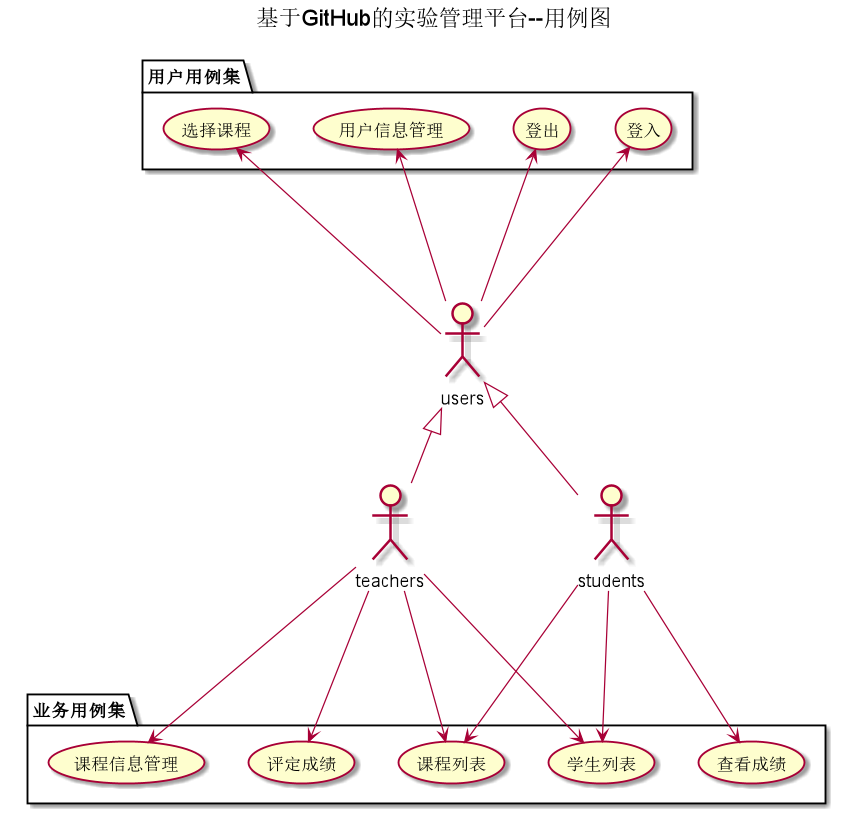 基于GitHub的实验管理平台--用例图
用户用例集
选择课程
用户信息管理
登出
登入
users
teachers
students
业务用例集
课程信息管理
评定成绩
课程列表
学生列表
查看成绩